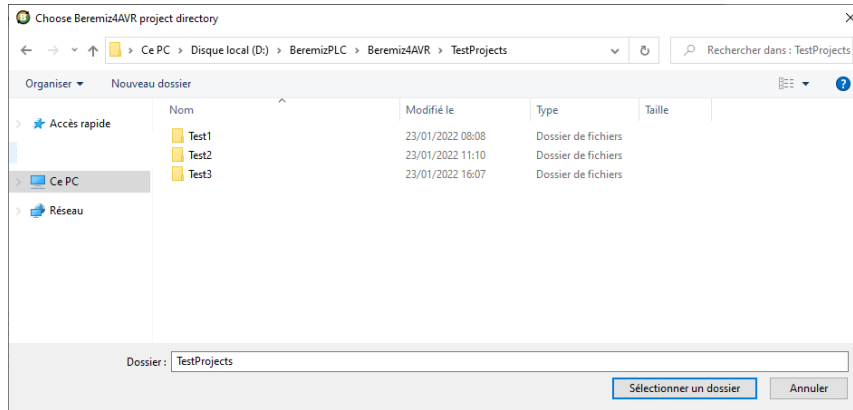 Choose Beremiz4AVR project directory
Ce PC > Disque local (D:) > BeremizPLC > Beremiz4AVR > TestProjects
Rechercher dans : TestProjects
Organiser
Nouveau dossier
Nom
Modifié le
Type
Taille
Accès rapide
Ce PC
Réseau
Test1 23/01/2022 08:08 Dossier de fichiers
Test2 23/01/2022 11:10 Dossier de fichiers
Test3 23/01/2022 16:07 Dossier de fichiers
Dossier : TestProjects
Sélectionner un dossier
Annuler